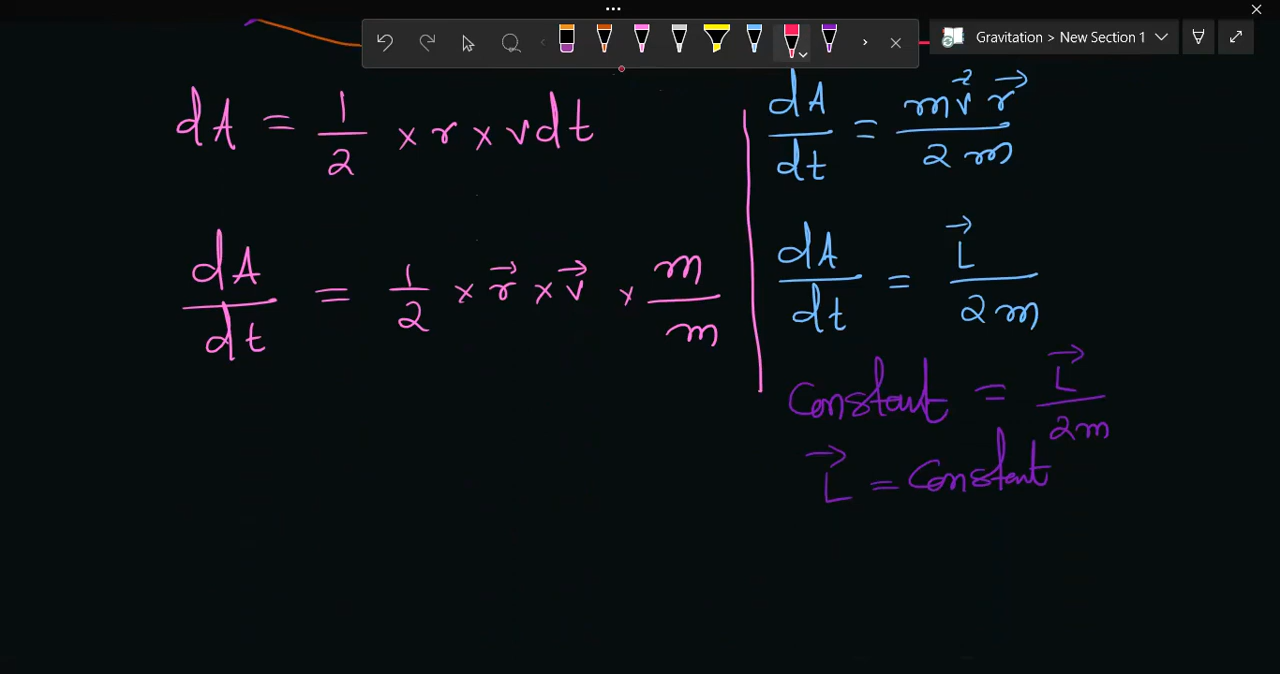 Gravitation > New Section 1
dA = 1/2 × r × vdt
dA/dt = 1/2 × r⃗ × v⃗ × m/m
dA/dt = mv⃗ r⃗/2m
dA/dt = L⃗/2m
Constant = L⃗/2m
L⃗ = Constant